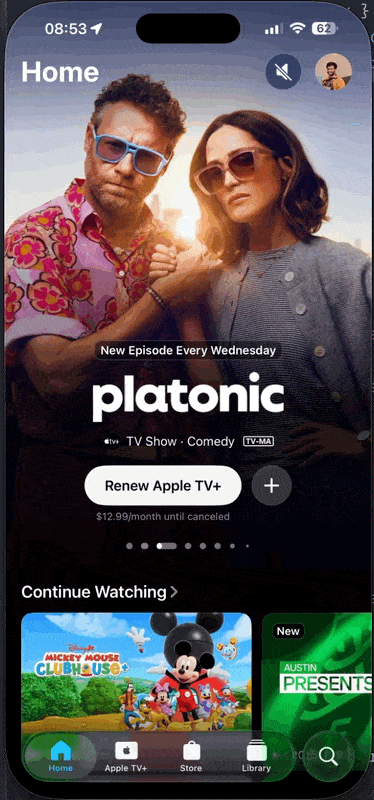 08:53
62
Home
New Episode Every Wednesday
platonic
tv+ TV Show · Comedy TV-MA
Renew Apple TV+
$12.99/month until canceled
Continue Watching
Disney
MICKEY MOUSE
CLUBHOUSE+
New
AUSTIN
PRESENTS
Home
Apple TV+
Store
Library